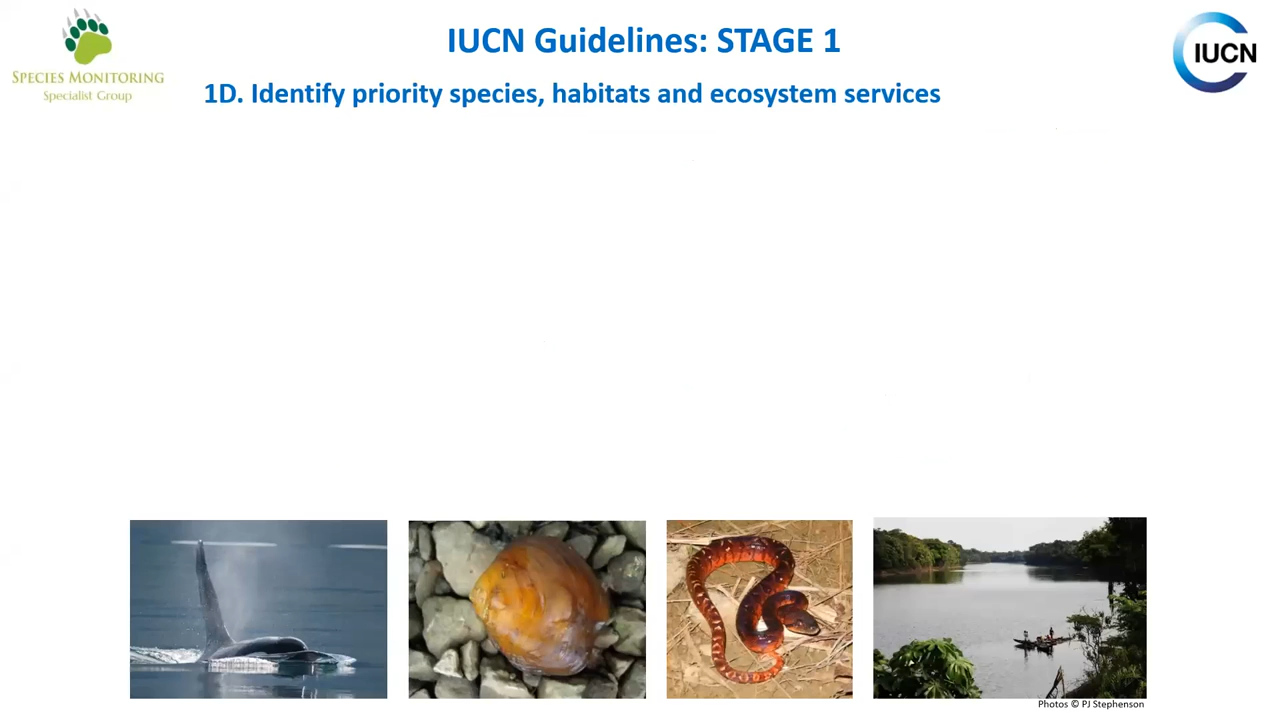 IUCN Guidelines: STAGE 1
IUCN
SPECIES MONITORING
Specialist Group
1D. Identify priority species, habitats and ecosystem services
Photos © PJ Stephenson